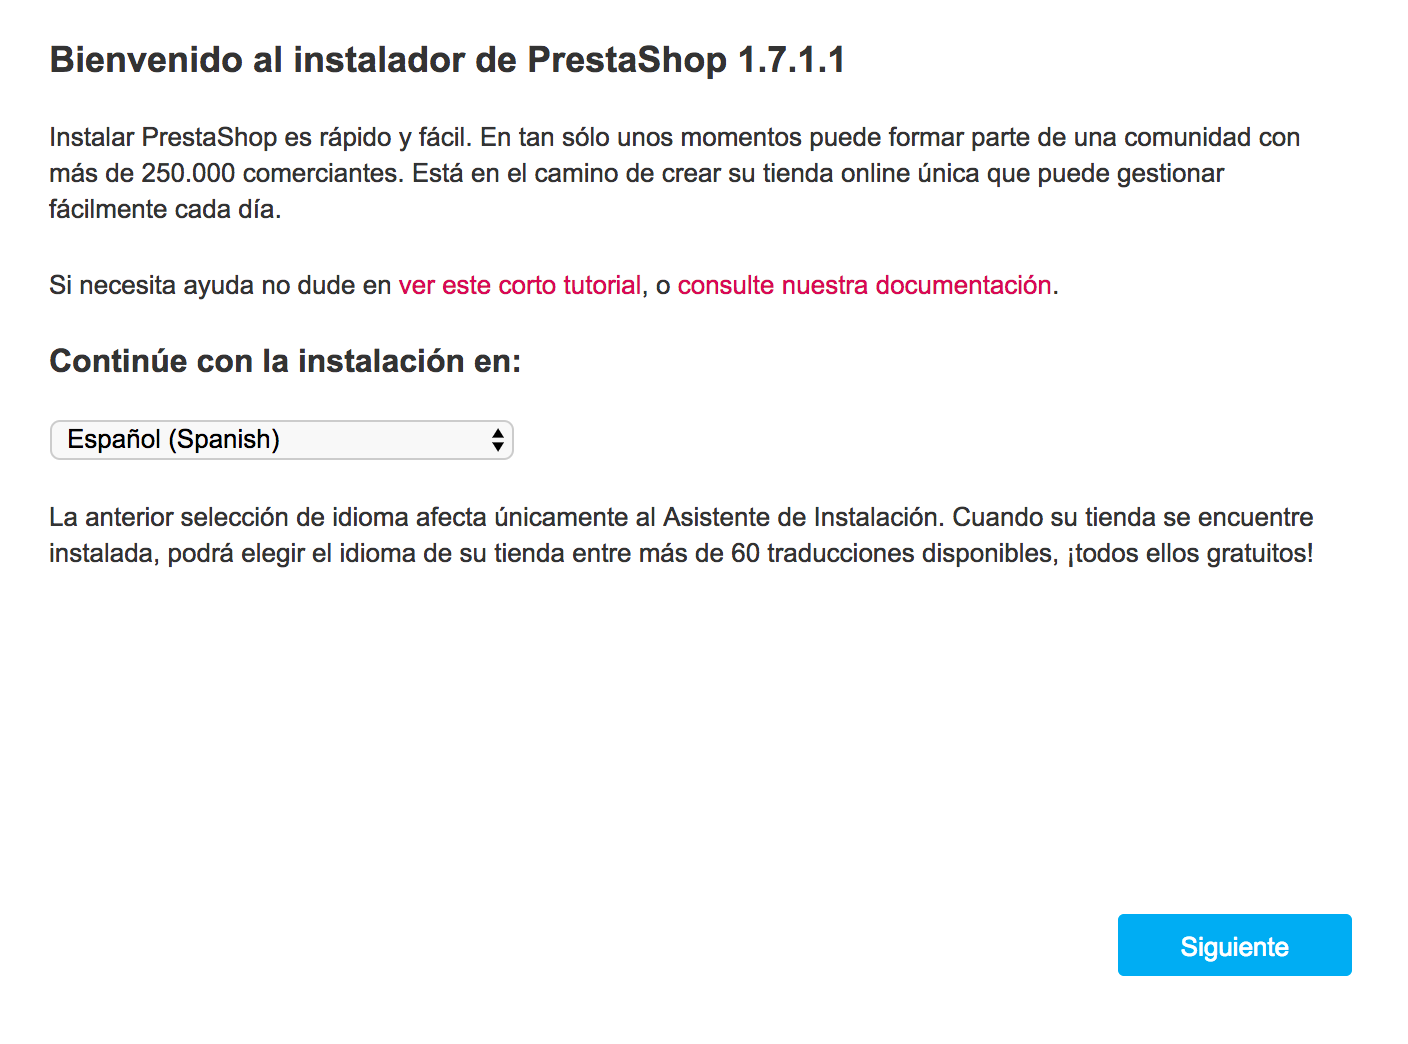 Bienvenido al instalador de PrestaShop 1.7.1.1
Instalar PrestaShop es rápido y fácil. En tan sólo unos momentos puede formar parte de una comunidad con
más de 250.000 comerciantes. Está en el camino de crear su tienda online única que puede gestionar
fácilmente cada día.
Si necesita ayuda no dude en ver este corto tutorial, o consulte nuestra documentación.
Continúe con la instalación en:
Español (Spanish)
La anterior selección de idioma afecta únicamente al Asistente de Instalación. Cuando su tienda se encuentre
instalada, podrá elegir el idioma de su tienda entre más de 60 traducciones disponibles, ¡todos ellos gratuitos!
Siguiente